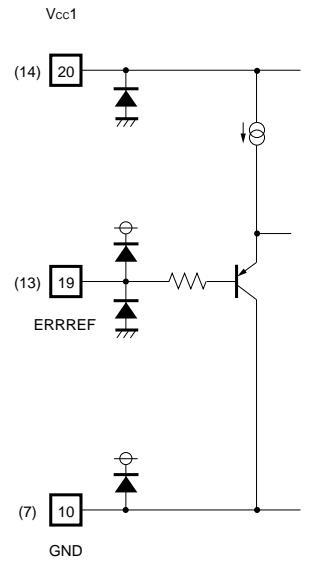 Vcc1
(14) 20
(13) 19
ERRREF
(7) 10
GND